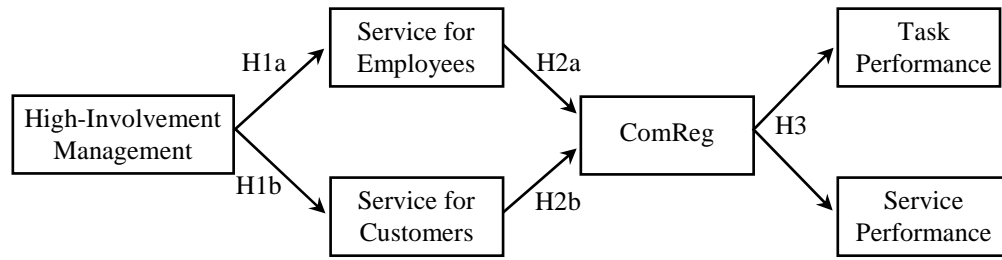 Service for
Employees
Task
Performance
H1a
H2a
High-Involvement
Management
ComReg
H3
H1b
H2b
Service for
Customers
Service
Performance